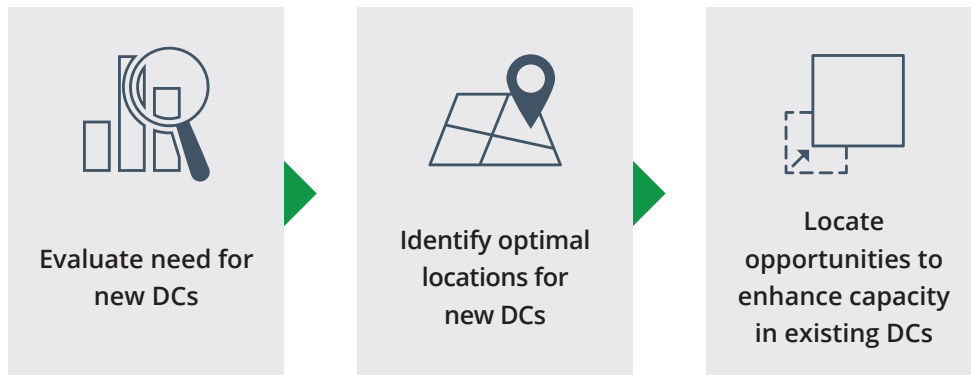 Evaluate need for
new DCs
Identify optimal
locations for
new DCs
Locate
opportunities to
enhance capacity
in existing DCs